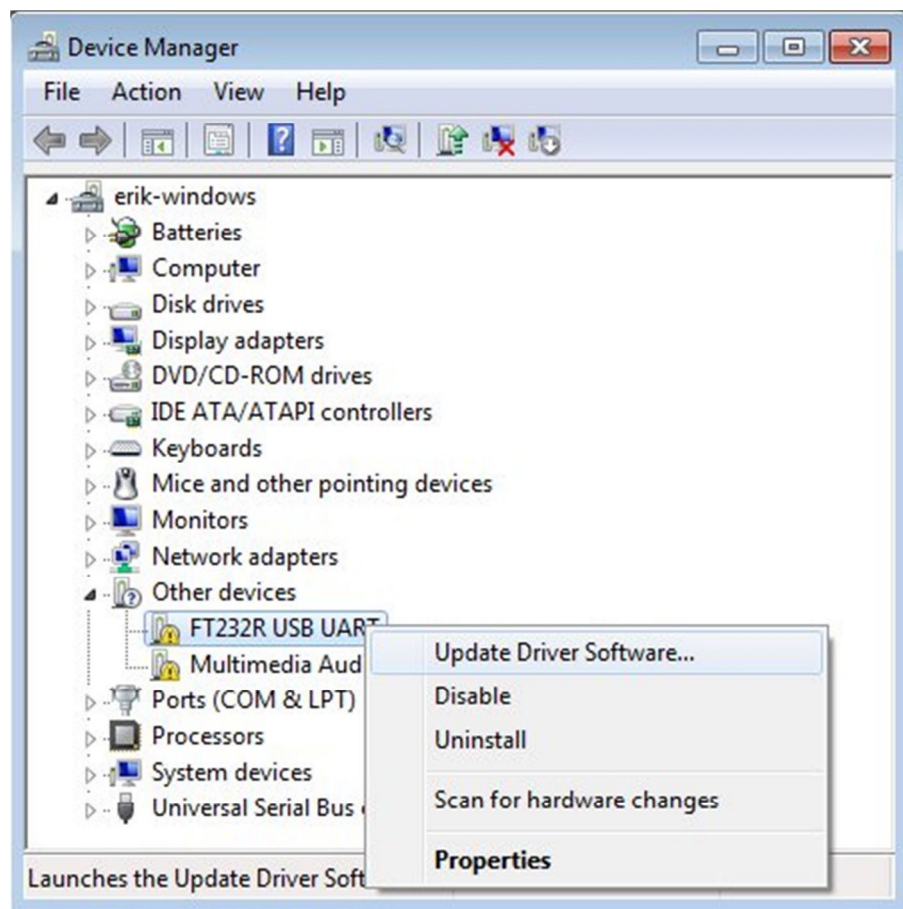 Device Manager
File Action View Help
erik-windows
Batteries
Computer
Disk drives
Display adapters
DVD/CD-ROM drives
IDE ATA/ATAPI controllers
Keyboards
Mice and other pointing devices
Monitors
Network adapters
Other devices
FT232R USB UART
Multimedia Aud
Ports (COM & LPT)
Processors
System devices
Universal Serial Bus
Update Driver Software...
Disable
Uninstall
Scan for hardware changes
Properties
Launches the Update Driver Soft